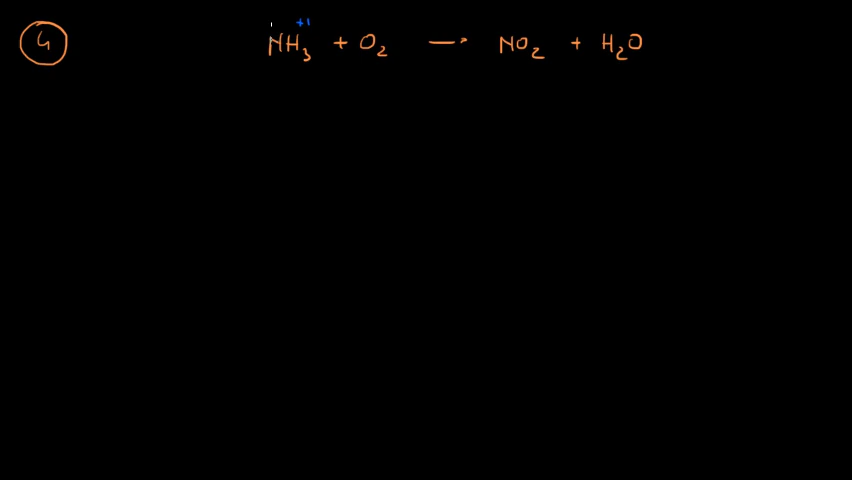 4 NH₃ + O₂ → NO₂ + H₂O
+1